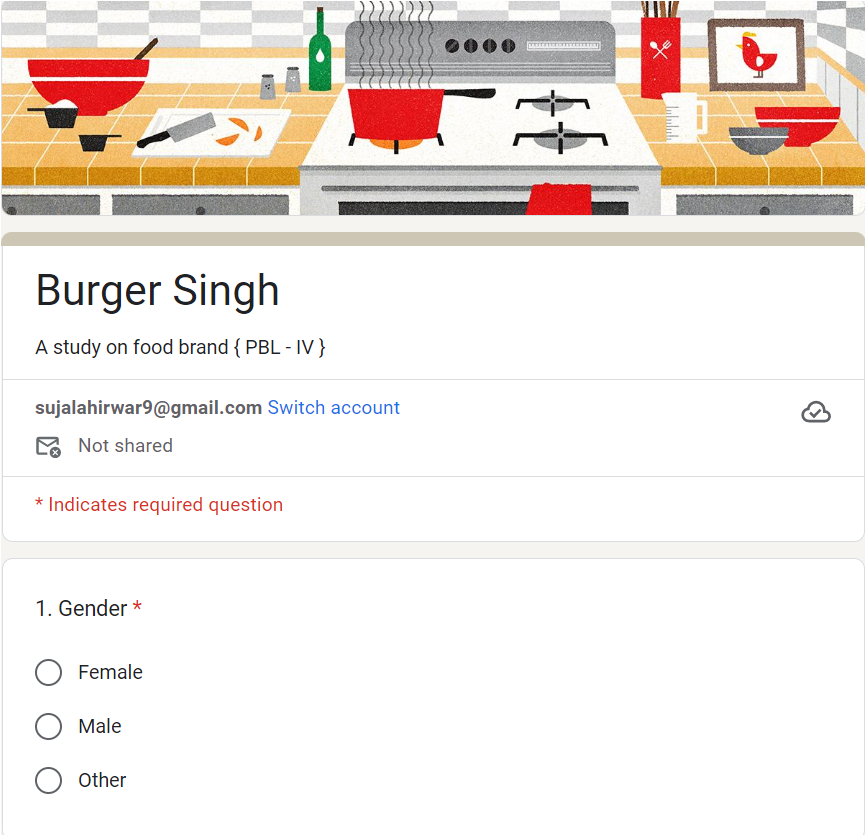 Burger Singh
A study on food brand { PBL - IV }
sujalahirwar9@gmail.com Switch account
Not shared
* Indicates required question
1. Gender *
Female
Male
Other